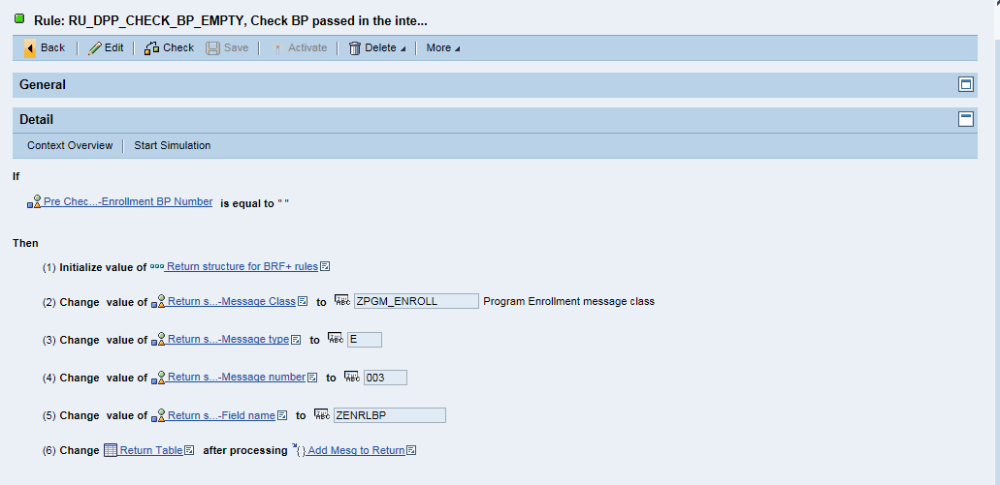 Rule: RU_DPP_CHECK_BP_EMPTY, Check BP passed in the inte...
Back Edit Check Save Activate Delete More
General
Detail
Context Overview Start Simulation
If
Pre Chec...-Enrollment BP Number is equal to " "
Then
(1) Initialize value of Return structure for BRF+ rules
(2) Change value of Return s...-Message Class to ZPGM_ENROLL Program Enrollment message class
(3) Change value of Return s...-Message type to E
(4) Change value of Return s...-Message number to 003
(5) Change value of Return s...-Field name to ZENRLBP
(6) Change Return Table after processing Add Mesg to Return